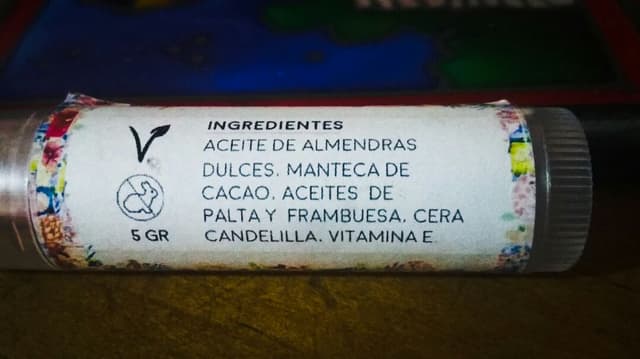 INGREDIENTES
ACEITE DE ALMENDRAS
DULCES. MANTECA DE
CACAO. ACEITES DE
PALTA Y FRAMBUESA. CERA
CANDELILLA. VITAMINA E.
5 GR